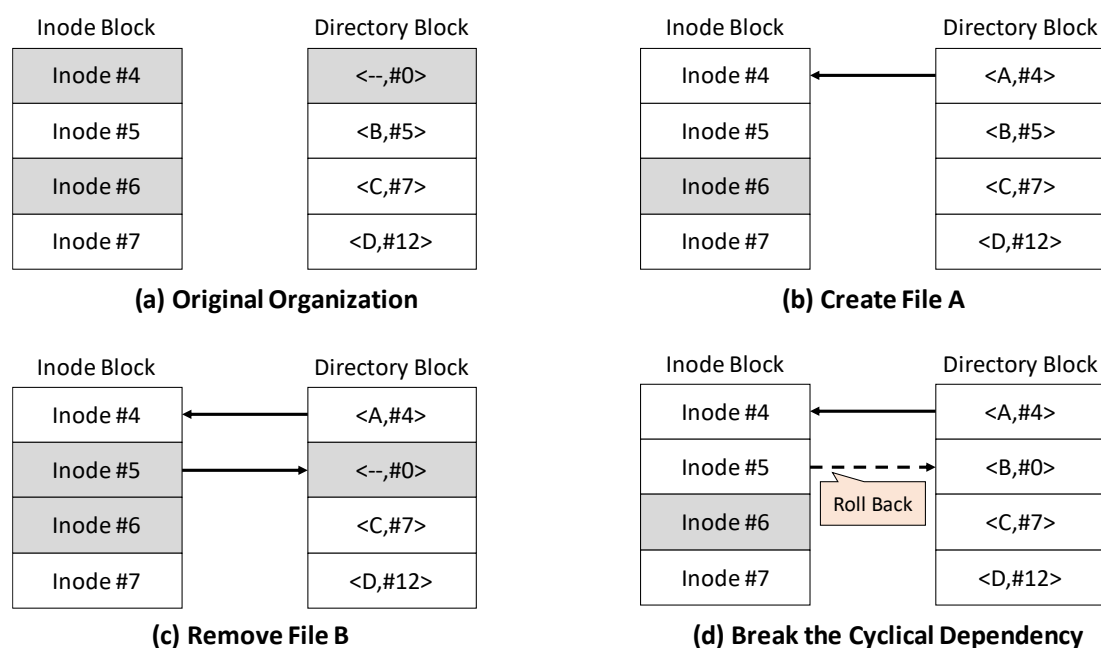 Inode Block
Directory Block
Inode #4
<--,#0>
Inode #5
<B,#5>
Inode #6
<C,#7>
Inode #7
<D,#12>
(a) Original Organization
Inode Block
Directory Block
Inode #4
<A,#4>
Inode #5
<B,#5>
Inode #6
<C,#7>
Inode #7
<D,#12>
(b) Create File A
Inode Block
Directory Block
Inode #4
<A,#4>
Inode #5
<--,#0>
Inode #6
<C,#7>
Inode #7
<D,#12>
(c) Remove File B
Inode Block
Directory Block
Inode #4
<A,#4>
Inode #5
<B,#0>
Roll Back
Inode #6
<C,#7>
Inode #7
<D,#12>
(d) Break the Cyclical Dependency